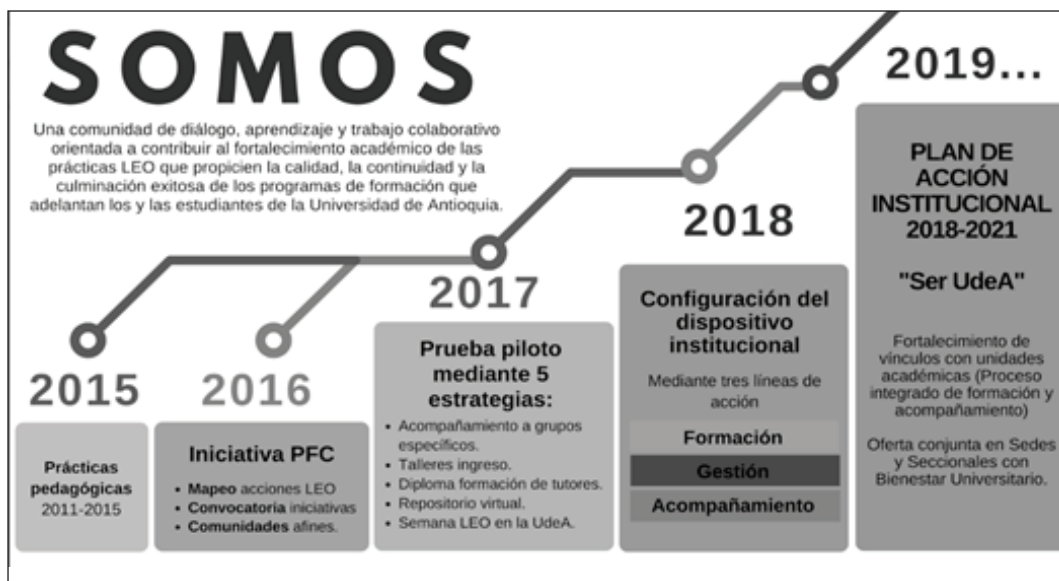 SOMOS
Una comunidad de diálogo, aprendizaje y trabajo colaborativo
orientada a contribuir al fortalecimiento académico de las
prácticas LEO que propicien la calidad, la continuidad y la
culminación exitosa de los programas de formación que
adelantan los y las estudiantes de la Universidad de Antioquia.
2015
Prácticas
pedagógicas
2011-2015
2016
Iniciativa PFC
• Mapeo acciones LEO
• Convocatoria iniciativas
• Comunidades afines.
2017
Prueba piloto
mediante 5
estrategias:
• Acompañamiento a grupos
específicos.
• Talleres ingreso.
• Diploma formación de tutores.
• Repositorio virtual.
• Semana LEO en la UdeA.
2018
Configuración del
dispositivo
institucional
Mediante tres líneas de
acción
Formación
Gestión
Acompañamiento
2019...
PLAN DE
ACCIÓN
INSTITUCIONAL
2018-2021
"Ser UdeA"
Fortalecimiento de
vínculos con unidades
académicas (Proceso
integrado de formación y
acompañamiento)
Oferta conjunta en Sedes
y Seccionales con
Bienestar Universitario.